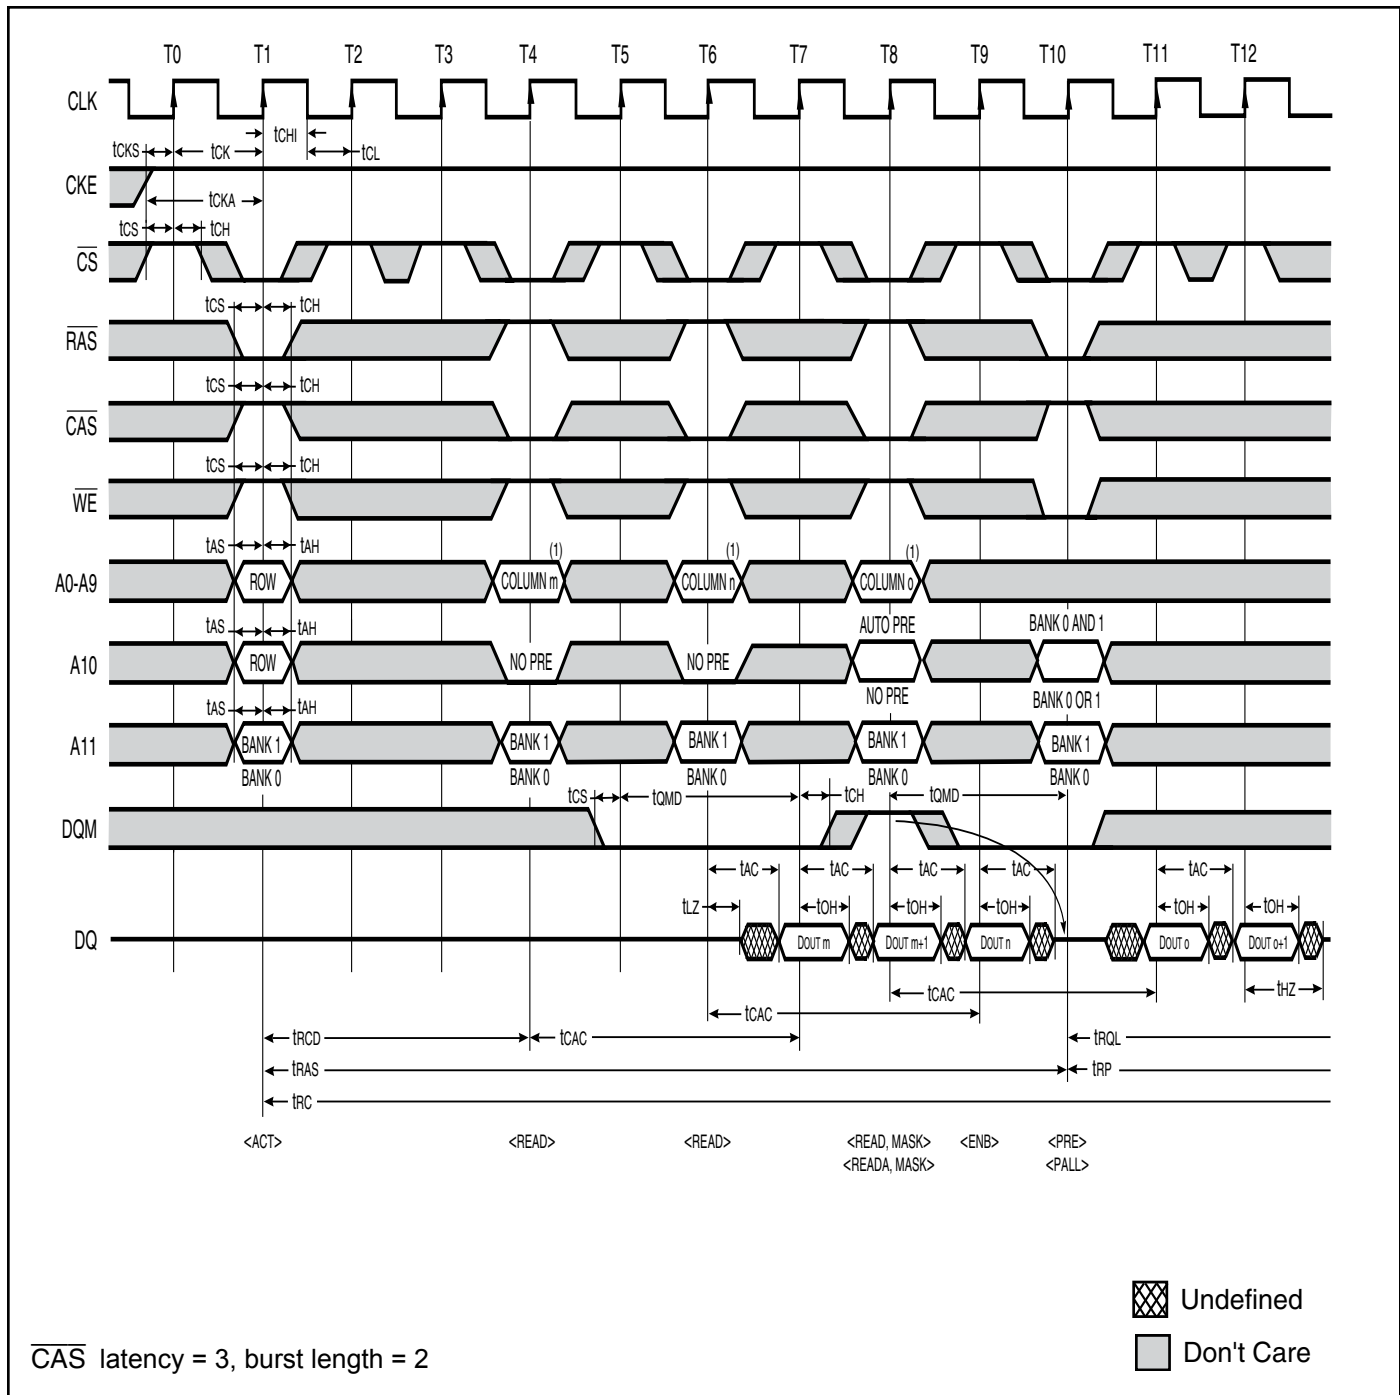 T0 T1 T2 T3 T4 T5 T6 T7 T8 T9 T10 T11 T12
CLK
tCHI
tCKS tCK tCL
CKE
tCKA
tCS tCH
CS
tCS tCH
RAS
tCS tCH
CAS
tCS tCH
WE
tAS tAH (1) (1) (1)
A0-A9 ROW COLUMN m COLUMN n COLUMN o
AUTO PRE BANK 0 AND 1
tAS tAH
A10 ROW NO PRE NO PRE
NO PRE BANK 0 OR 1
tAS tAH
A11 BANK 1 BANK 1 BANK 1 BANK 1 BANK 1
BANK 0 BANK 0 BANK 0 BANK 0 BANK 0
tCS tQMD tCH tQMD
DQM
tAC tAC tAC tAC tAC
tLZ tOH tOH tOH tOH tOH
DQ DOUT m DOUT m+1 DOUT n DOUT o DOUT o+1
tCAC tHZ
tCAC
tRCD tCAC tRQL
tRAS tRP
tRC
<ACT> <READ> <READ> <READ, MASK> <ENB> <PRE>
<READA, MASK> <PALL>
Undefined
Don't Care
CAS latency = 3, burst length = 2